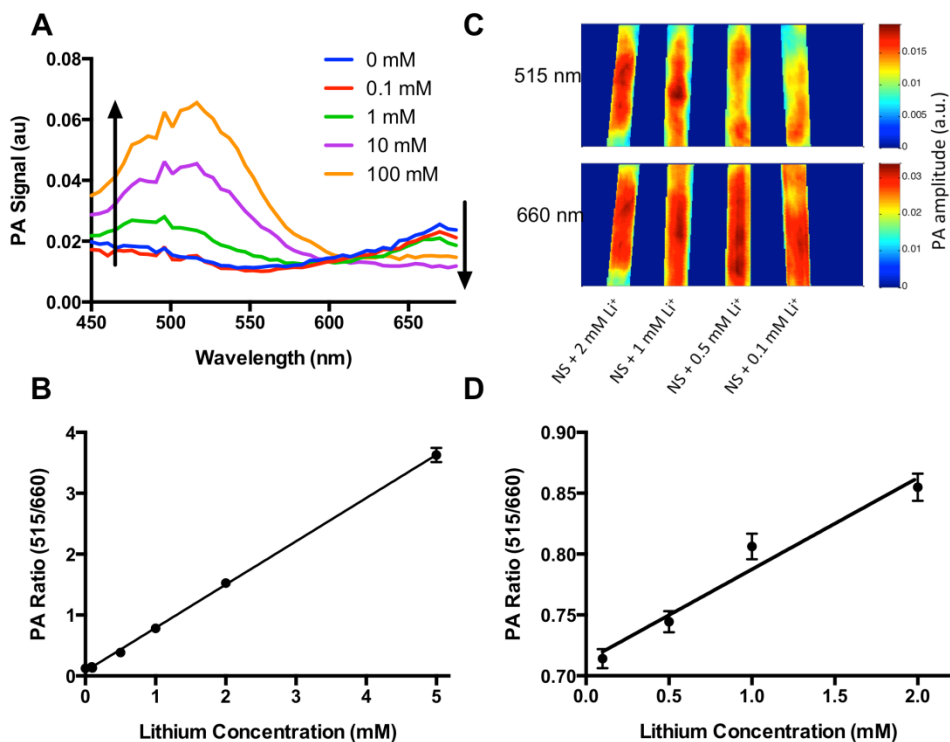 A
0.08
0.06
0.04
0.02
0.00
PA Signal (au)
450 500 550 600 650
Wavelength (nm)
0 mM
0.1 mM
1 mM
10 mM
100 mM
C
515 nm
660 nm
0.015
0.01
0.005
0
0.03
0.02
0.01
0
PA amplitude (a.u.)
NS + 2 mM Li⁺
NS + 1 mM Li⁺
NS + 0.5 mM Li⁺
NS + 0.1 mM Li⁺
B
4
3
2
1
0
PA Ratio (515/660)
0 1 2 3 4 5
Lithium Concentration (mM)
D
0.90
0.85
0.80
0.75
0.70
PA Ratio (515/660)
0.0 0.5 1.0 1.5 2.0
Lithium Concentration (mM)